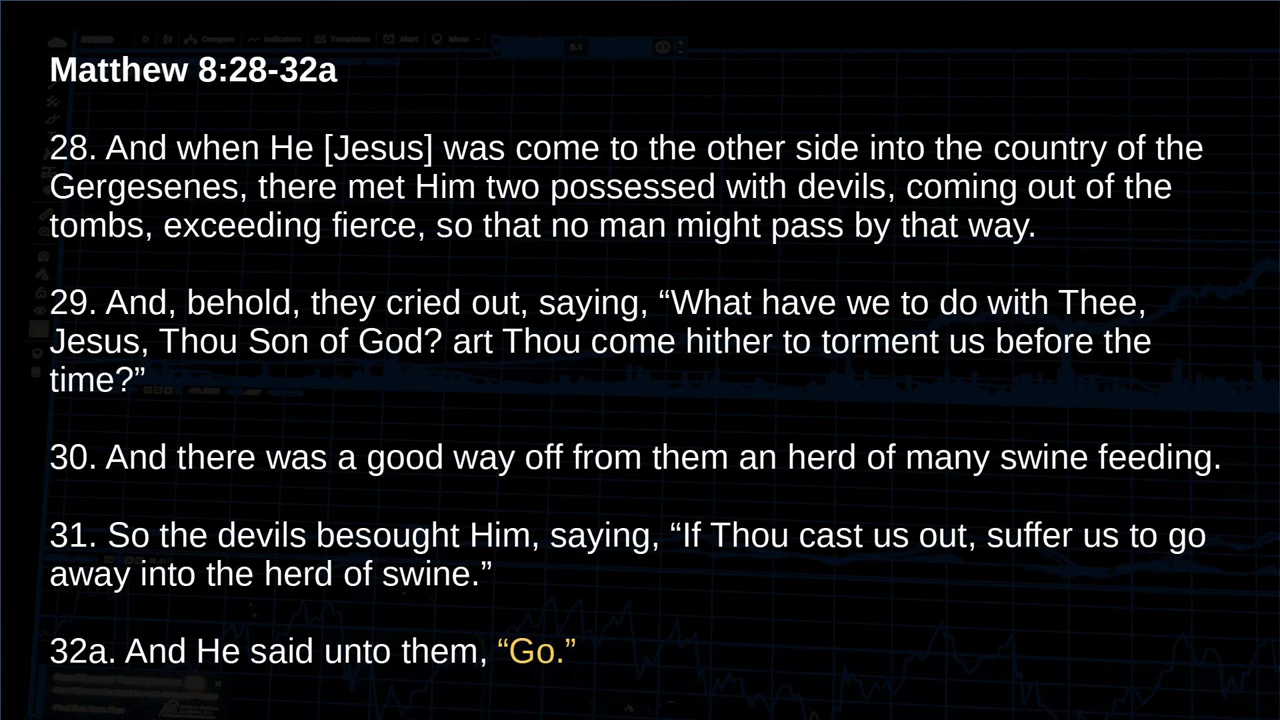 Compare
Indicators
Templates
Alert
More
Matthew 8:28-32a
28. And when He [Jesus] was come to the other side into the country of the
Gergesenes, there met Him two possessed with devils, coming out of the
tombs, exceeding fierce, so that no man might pass by that way.
29. And, behold, they cried out, saying, “What have we to do with Thee,
Jesus, Thou Son of God? art Thou come hither to torment us before the
time?”
30. And there was a good way off from them an herd of many swine feeding.
31. So the devils besought Him, saying, “If Thou cast us out, suffer us to go
away into the herd of swine.”
32a. And He said unto them, “Go.”